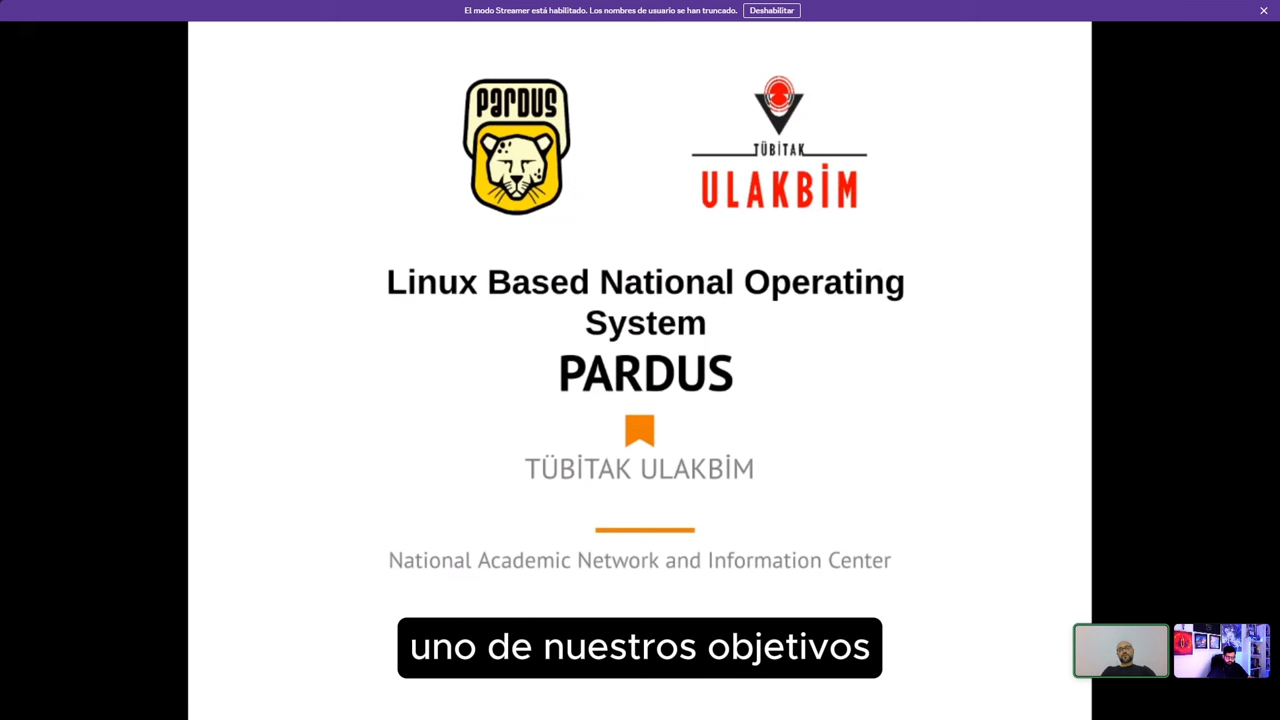 El modo Streamer está habilitado. Los nombres de usuario se han truncado. Deshabilitar
PARDUS
TÜBİTAK
ULAKBİM
Linux Based National Operating
System
PARDUS
TÜBİTAK ULAKBİM
National Academic Network and Information Center
uno de nuestros objetivos